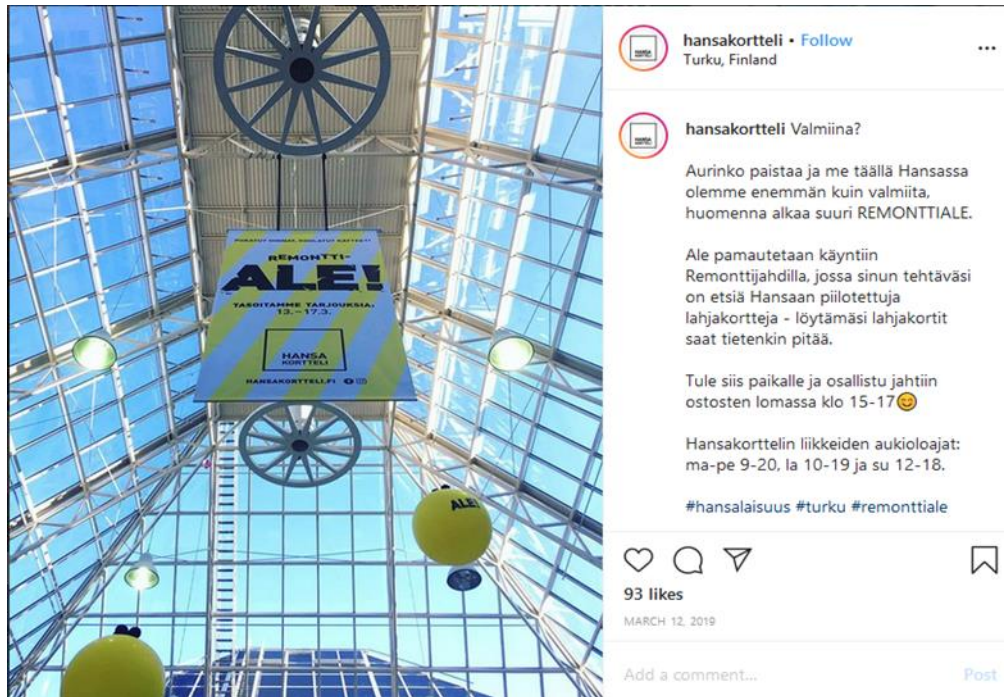 REMONTTI-
ALE!
TASOITAMME TARJOUKSIA.
13.–17.3.
HANSA
KORTTELI
HANSAKORTTELI.FI
ALE!
hansakortteli • Follow
Turku, Finland
HANSA
KORTTELI
hansakortteli Valmiina?
Aurinko paistaa ja me täällä Hansassa
olemme enemmän kuin valmiita,
huomenna alkaa suuri REMONTTIALE.
Ale pamautetaan käyntiin
Remonttijahdilla, jossa sinun tehtäväsi
on etsiä Hansaan piilotettuja
lahjakortteja - löytämäsi lahjakortit
saat tietenkin pitää.
Tule siis paikalle ja osallistu jahtiin
ostosten lomassa klo 15-17😊
Hansakorttelin liikkeiden aukioloajat:
ma-pe 9-20, la 10-19 ja su 12-18.
#hansalaisuus #turku #remonttiale
93 likes
MARCH 12, 2019
Add a comment...
Post